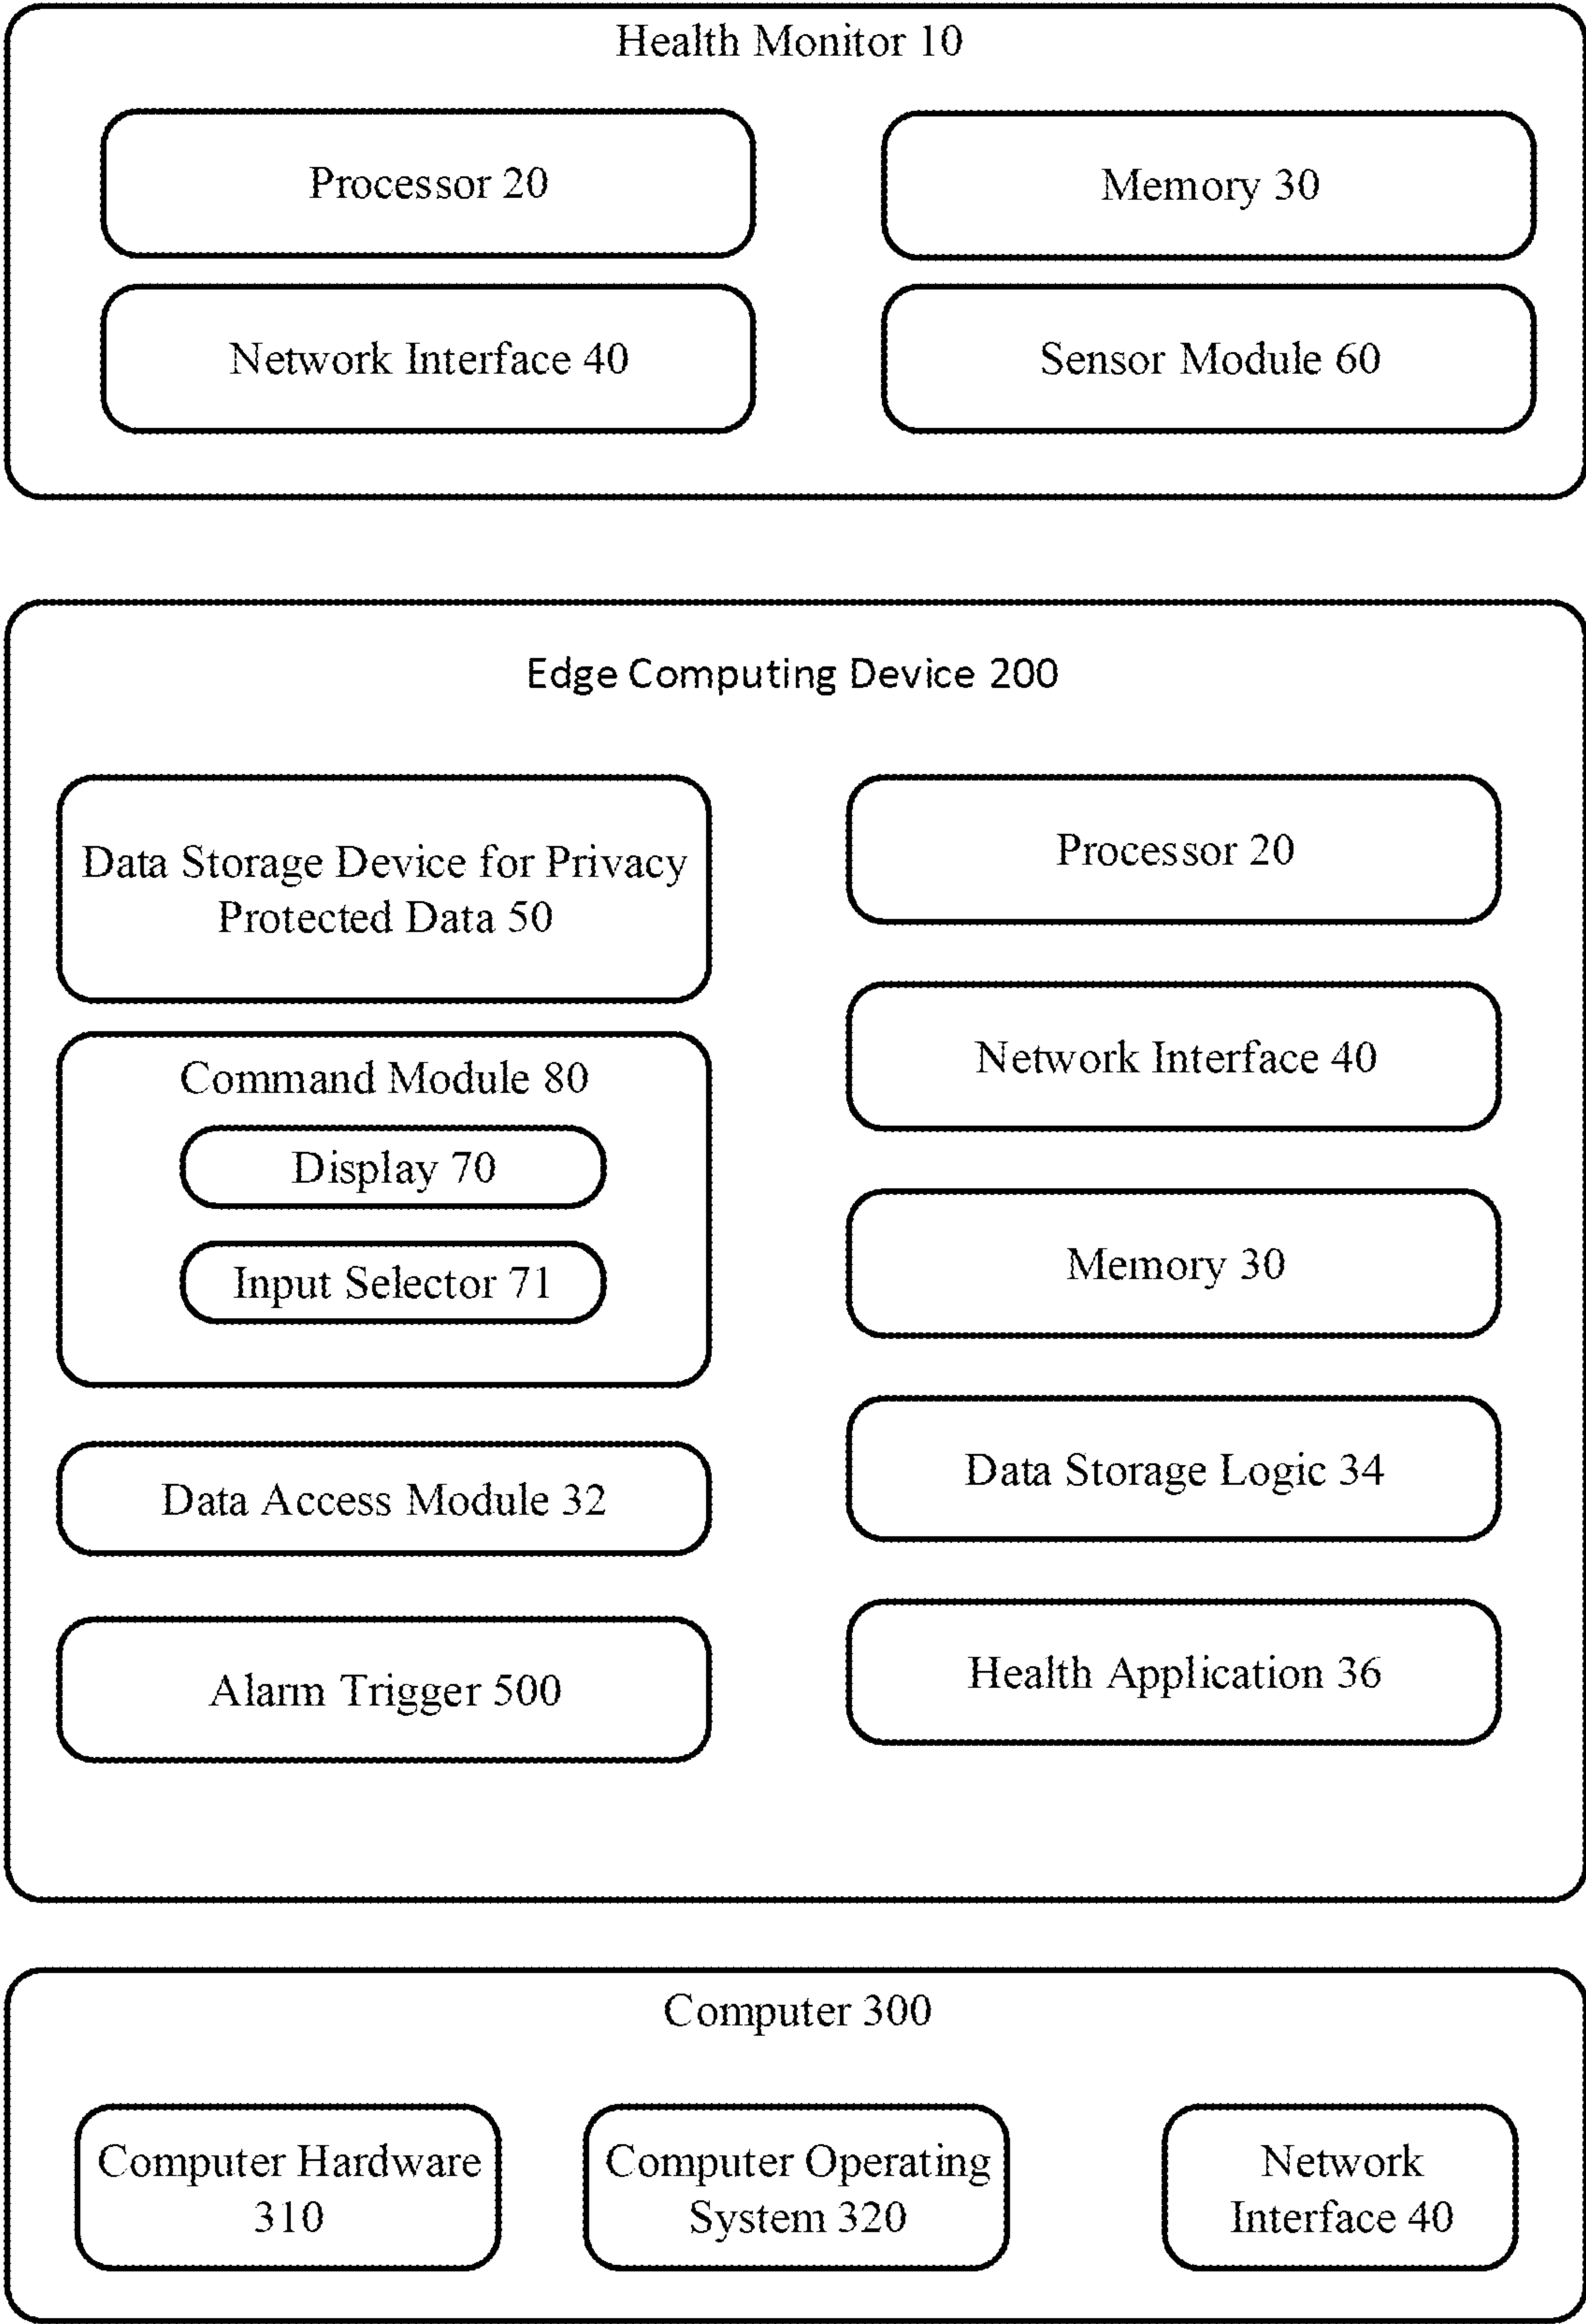 Health Monitor 10
Processor 20
Memory 30
Network Interface 40
Sensor Module 60
Edge Computing Device 200
Data Storage Device for Privacy
Protected Data 50
Command Module 80
Display 70
Input Selector 71
Data Access Module 32
Alarm Trigger 500
Processor 20
Network Interface 40
Memory 30
Data Storage Logic 34
Health Application 36
Computer 300
Computer Hardware
310
Computer Operating
System 320
Network
Interface 40